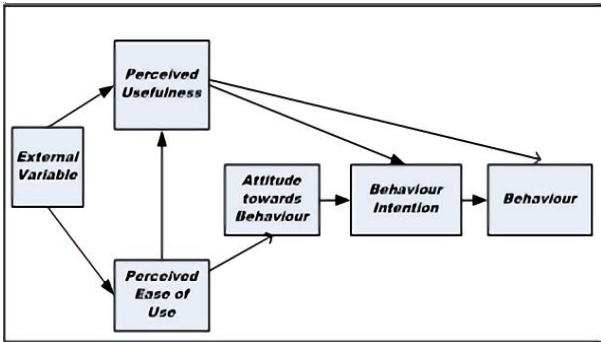 Perceived
Usefulness
External
Variable
Attitude
towards
Behaviour
Behaviour
Intention
Behaviour
Perceived
Ease of
Use